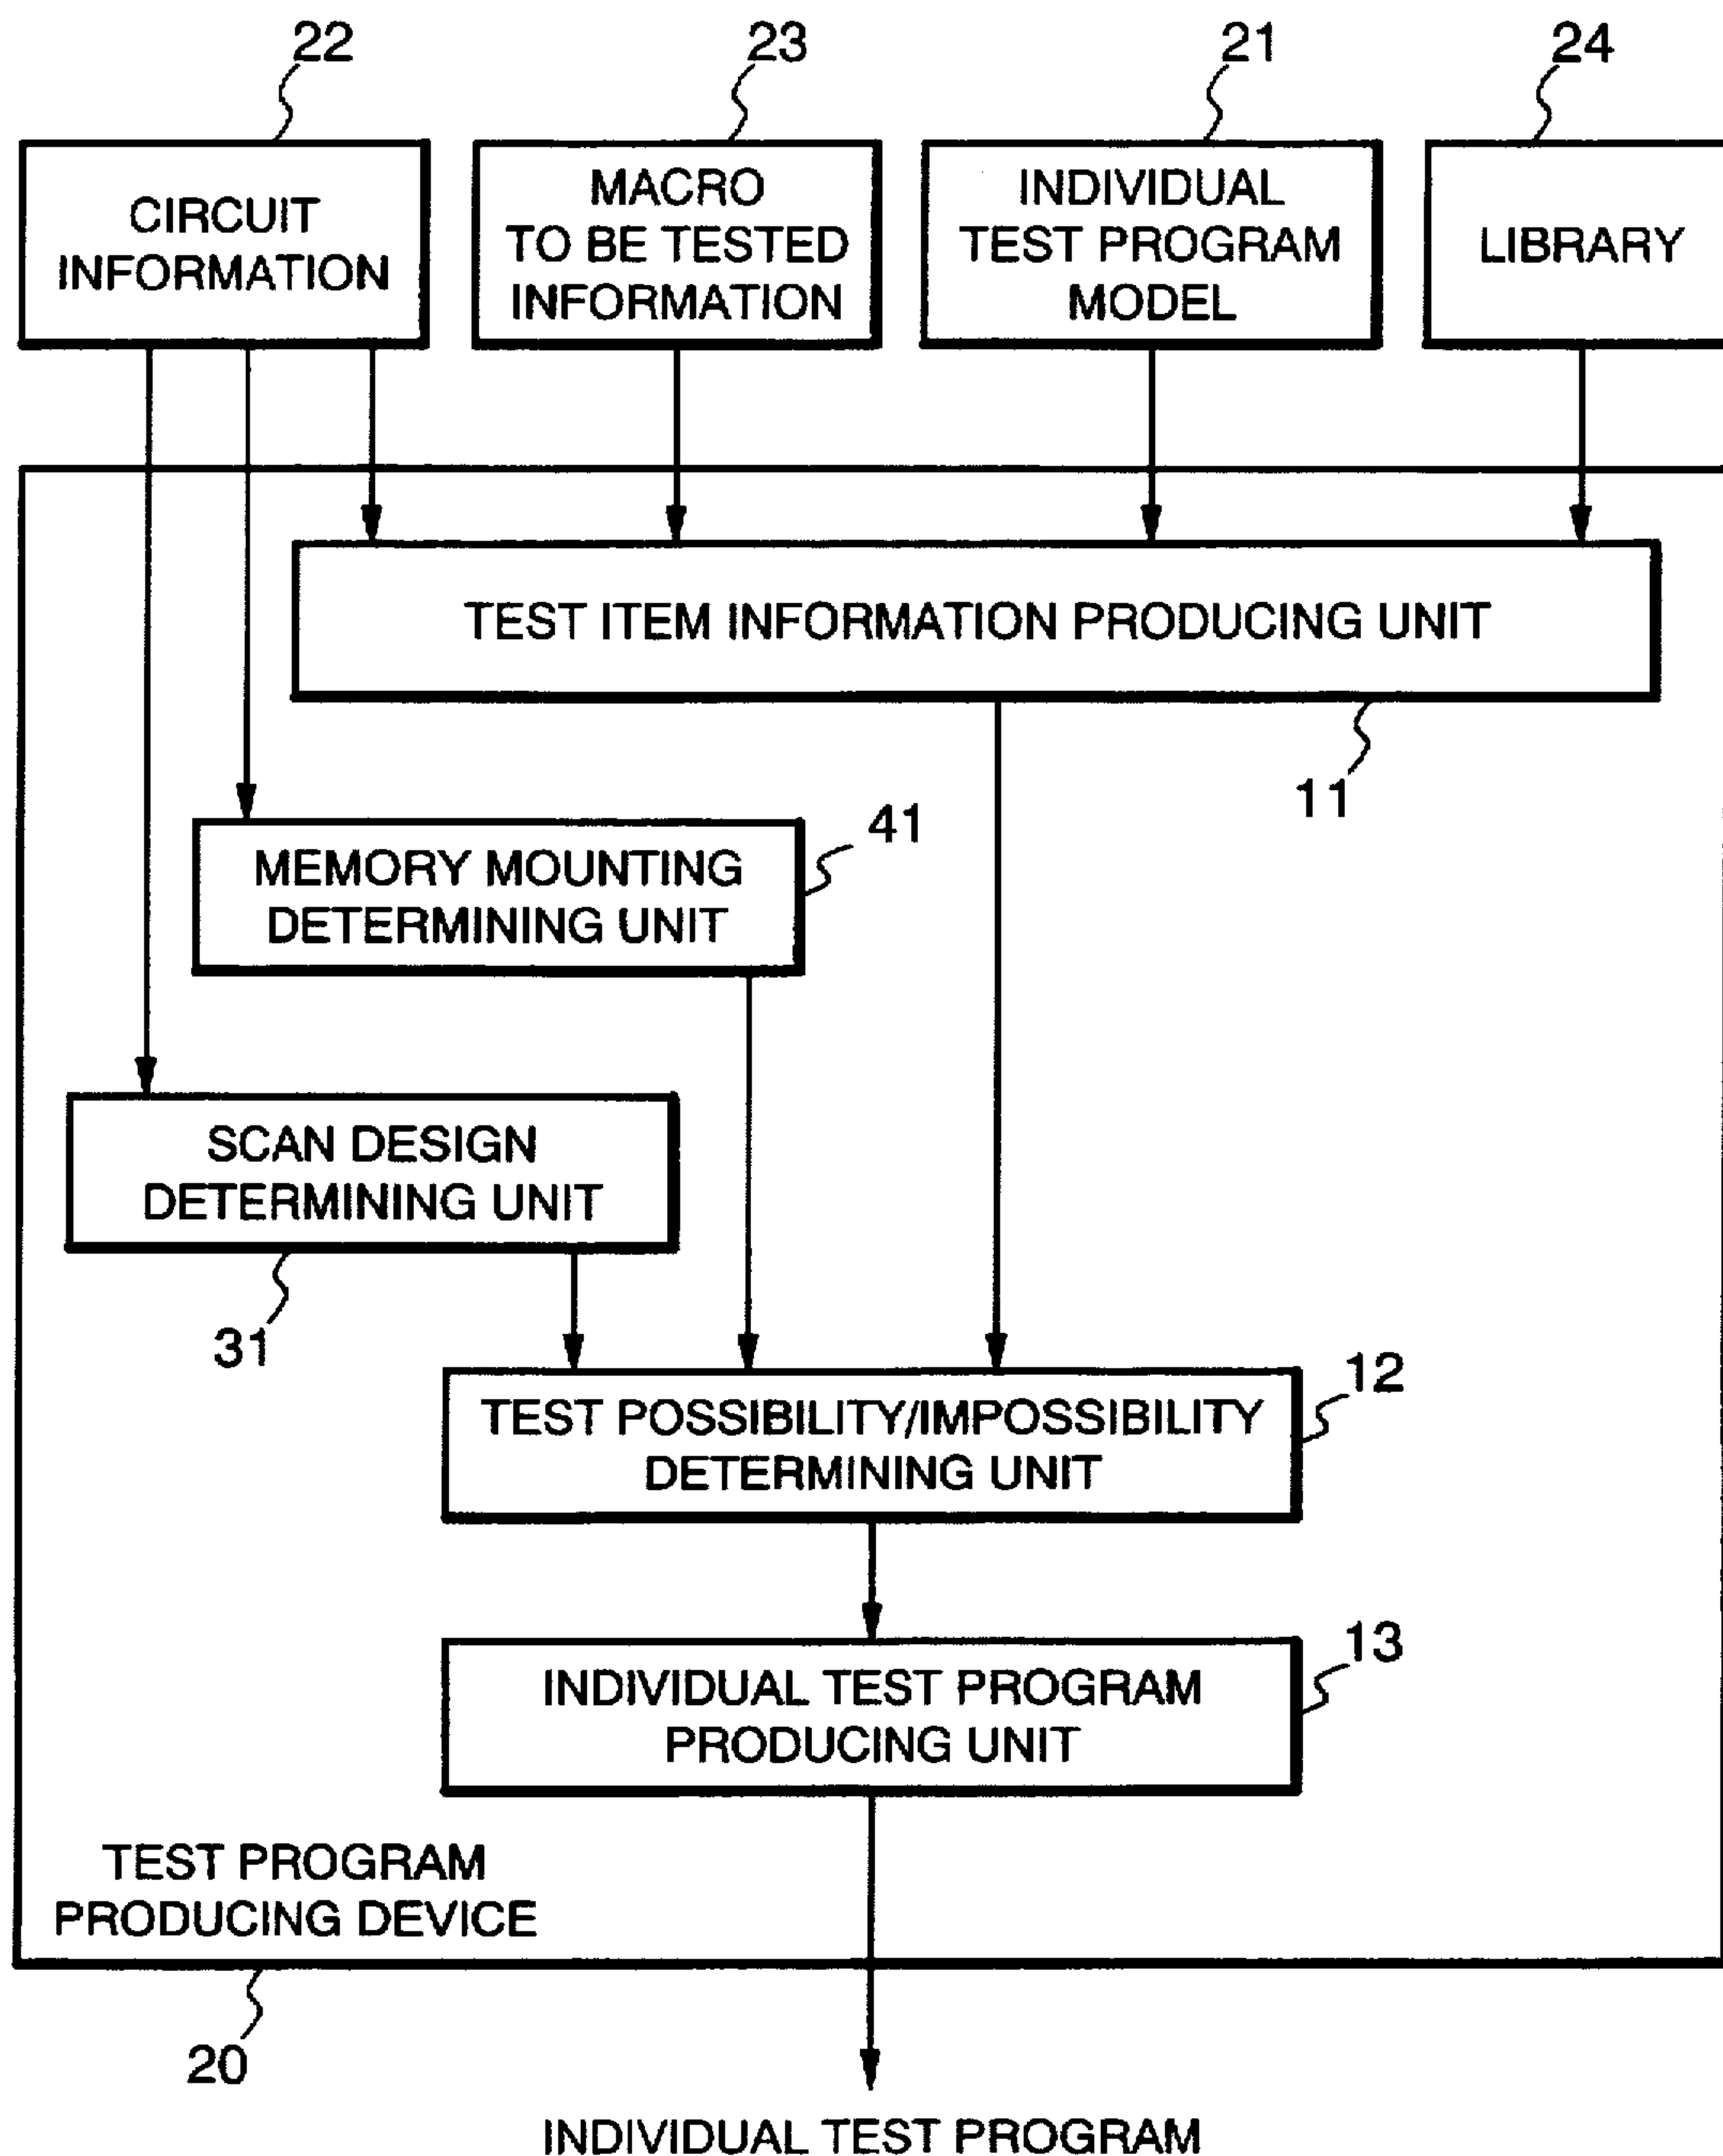 22
23
21
24
CIRCUIT
INFORMATION
MACRO
TO BE TESTED
INFORMATION
INDIVIDUAL
TEST PROGRAM
MODEL
LIBRARY
TEST ITEM INFORMATION PRODUCING UNIT
11
41
MEMORY MOUNTING
DETERMINING UNIT
SCAN DESIGN
DETERMINING UNIT
31
12
TEST POSSIBILITY/IMPOSSIBILITY
DETERMINING UNIT
13
INDIVIDUAL TEST PROGRAM
PRODUCING UNIT
TEST PROGRAM
PRODUCING DEVICE
20
INDIVIDUAL TEST PROGRAM